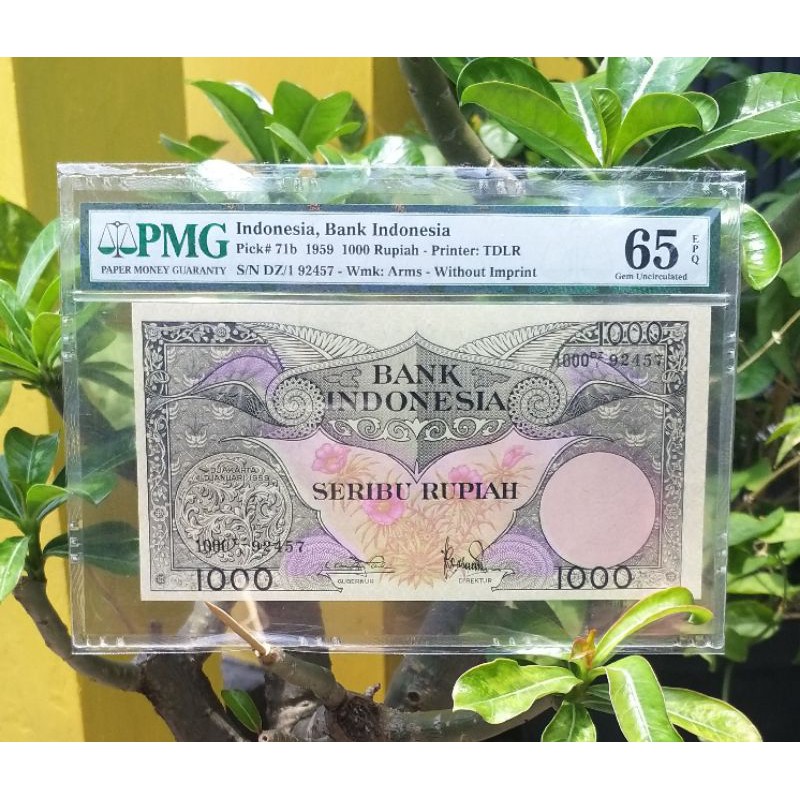 PMG
PAPER MONEY GUARANTY
Indonesia, Bank Indonesia
Pick# 71b 1959 1000 Rupiah - Printer: TDLR
S/N DZ/1 92457 - Wmk: Arms - Without Imprint
65 EPQ
Gem Uncirculated
1000
1000 92457
BANK
INDONESIA
DJAKARTA
1 DJANUARI 1959
SERIBU RUPIAH
1000 92457
1000
GUBERNUR
DIREKTUR
1000